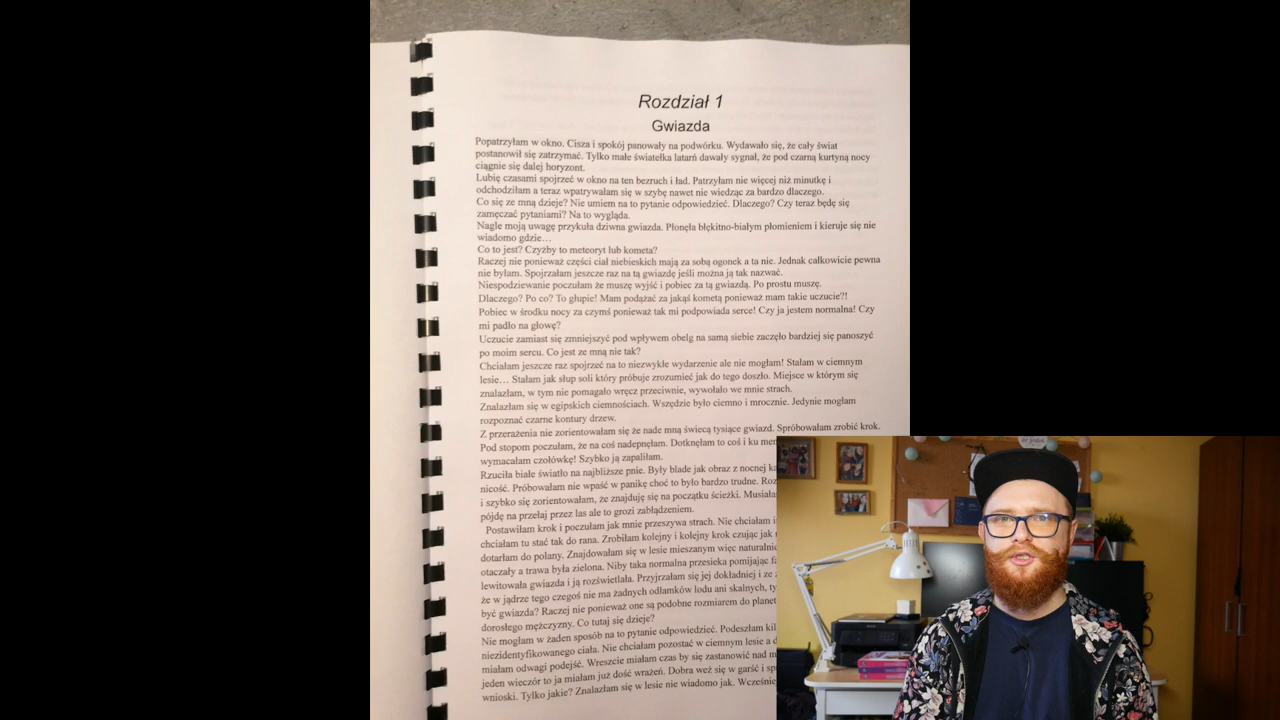 Rozdział 1
Gwiazda
Popatrzyłam w okno. Cisza i spokój panowały na podwórku. Wydawało się, że cały świat
postanowił się zatrzymać. Tylko małe światełka latarń dawały sygnał, że pod czarną kurtyną nocy
ciągnie się dalej horyzont.
Lubię czasami spojrzeć w okno na ten bezruch i ład. Patrzyłam nie więcej niż minutkę i
odchodziłam a teraz wpatrywałam się w szybę nawet nie wiedząc za bardzo dlaczego.
Co się ze mną dzieje? Nie umiem na to pytanie odpowiedzieć. Dlaczego? Czy teraz będę się
zamęczać pytaniami? Na to wygląda.
Nagle moją uwagę przykuła dziwna gwiazda. Płonęła błękitno-białym płomieniem i kieruje się nie
wiadomo gdzie…
Co to jest? Czyżby to meteoryt lub kometa?
Raczej nie ponieważ części ciał niebieskich mają za sobą ogonek a ta nie. Jednak całkowicie pewna
nie byłam. Spojrzałam jeszcze raz na tą gwiazdę jeśli można ją tak nazwać.
Niespodziewanie poczułam że muszę wyjść i pobiec za tą gwiazdą. Po prostu muszę.
Dlaczego? Po co? To głupie! Mam podążać za jakąś kometą ponieważ mam takie uczucie?!
Pobiec w środku nocy za czymś ponieważ tak mi podpowiada serce! Czy ja jestem normalna! Czy
mi padło na głowę?
Uczucie zamiast się zmniejszyć pod wpływem obelg na samą siebie zaczęło bardziej się panoszyć
po moim sercu. Co jest ze mną nie tak?
Chciałam jeszcze raz spojrzeć na to niezwykłe wydarzenie ale nie mogłam! Stałam w ciemnym
lesie… Stałam jak słup soli który próbuje zrozumieć jak do tego doszło. Miejsce w którym się
znalazłam, w tym nie pomagało wręcz przeciwnie, wywołało we mnie strach.
Znalazłam się w egipskich ciemnościach. Wszędzie było ciemno i mrocznie. Jedynie mogłam
rozpoznać czarne kontury drzew.
Z przerażenia nie zorientowałam się że nade mną świecą tysiące gwiazd. Spróbowałam zrobić krok.
Pod stopom poczułam, że na coś nadepnęłam. Dotknęłam to coś i ku
wymacałam czołówkę! Szybko ją zapaliłam.
Rzuciła białe światło na najbliższe pnie. Były blade jak obraz z nocnej
nicość. Próbowałam nie wpaść w panikę choć to było bardzo trudne.
i szybko się zorientowałam, że znajduję się na początku ścieżki.
pójdę na przełaj przez las ale to grozi zabłądzeniem.
Postawiłam krok i poczułam jak mnie przeszywa strach. Nie chciałam
chciałam tu stać tak do rana. Zrobiłam kolejny i kolejny krok czując jak
dotarłam do polany. Znajdowałam się w lesie mieszanym więc
otaczały a trawa była zielona. Niby taka normalna przesieka pomijając
lewitowała gwiazda i ją rozświetlała. Przyjrzałam się jej dokładniej i ze
że w jądrze tego czegoś nie ma żadnych odłamków lodu ani skalnych,
być gwiazda? Raczej nie ponieważ one są podobne rozmiarem do
dorosłego mężczyzny. Co tutaj się dzieje?
Nie mogłam w żaden sposób na to pytanie odpowiedzieć. Podeszłam
niezidentyfikowanego ciała. Nie chciałam pozostać w ciemnym lesie a
miałam odwagi podejść. Wreszcie miałam czas by się zastanowić nad
jeden wieczór to ja miałam już dość wrażeń. Dobra weź się w garść i
wnioski. Tylko jakie? Znalazłam się w lesie nie wiadomo jak.